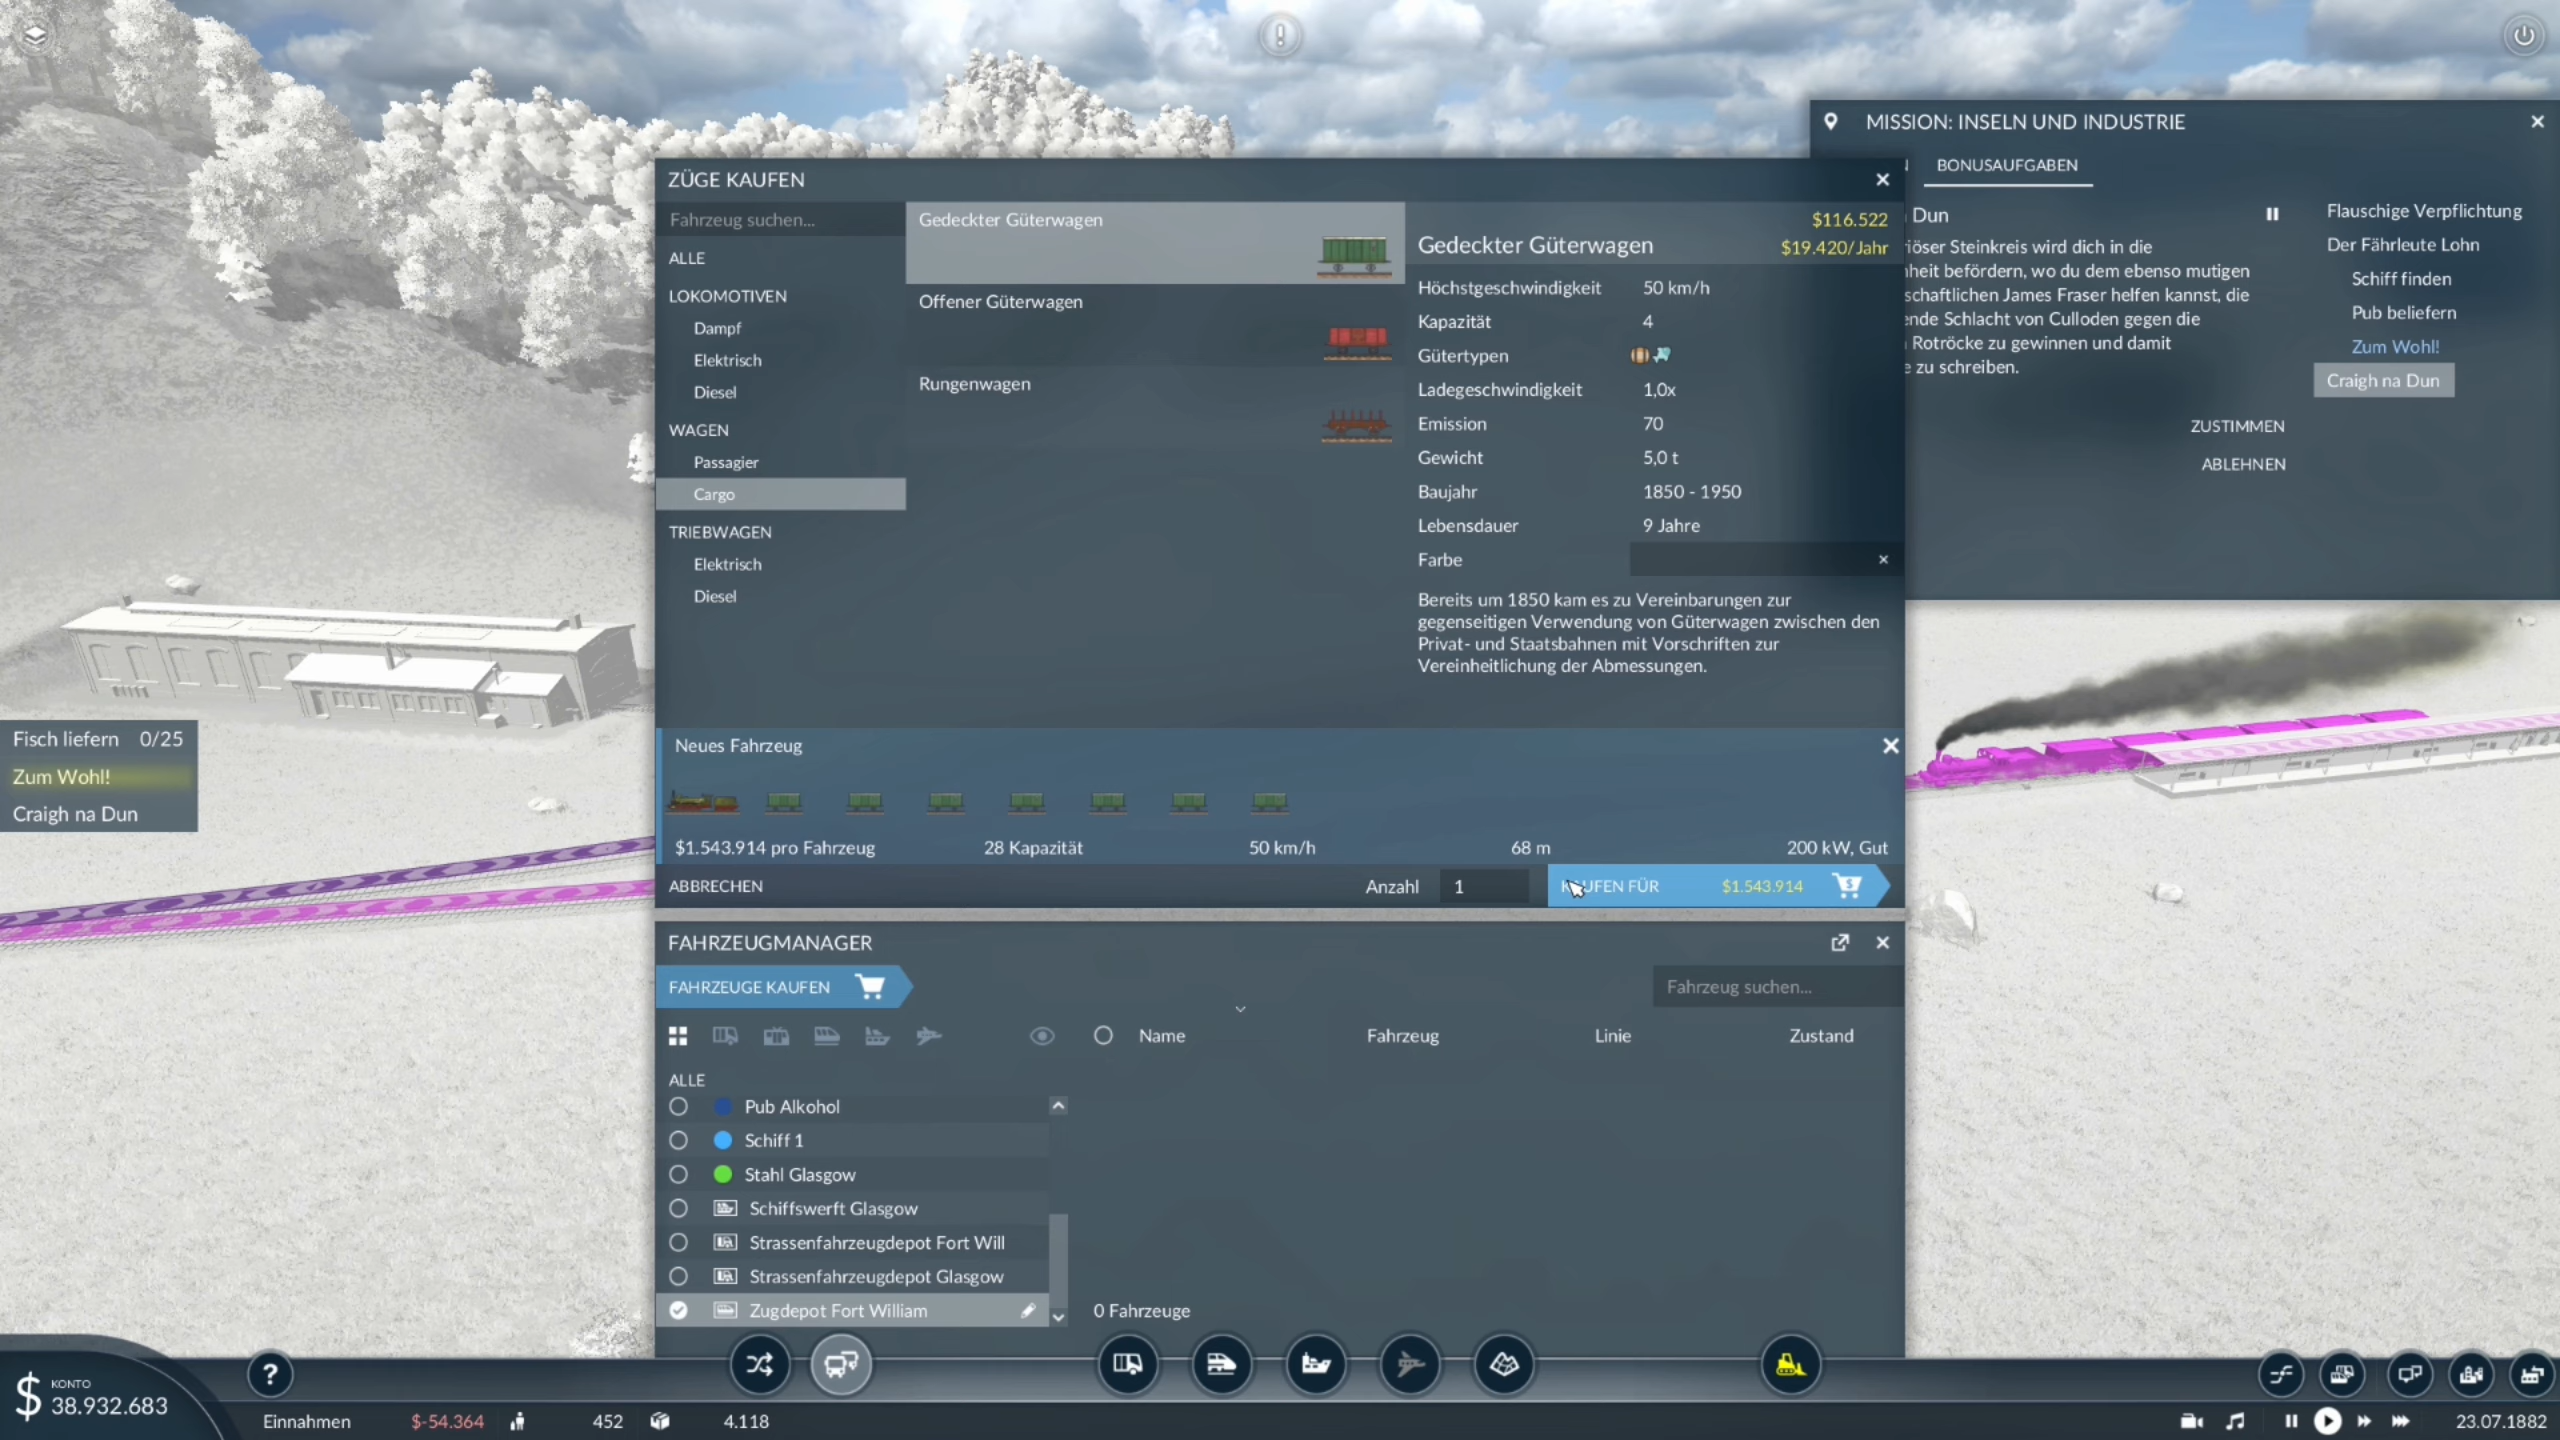 MISSION: INSELN UND INDUSTRIE
BONUSAUFGABEN
Dun
Flauschige Verpflichtung
Der Fährleute Lohn
Schiff finden
Pub beliefern
Zum Wohl!
Craigh na Dun
iöser Steinkreis wird dich in die
heit befördern, wo du dem ebenso mutigen
schaftlichen James Fraser helfen kannst, die
ende Schlacht von Culloden gegen die
Rotröcke zu gewinnen und damit
e zu schreiben.
ZUSTIMMEN
ABLEHNEN
ZÜGE KAUFEN
Fahrzeug suchen...
ALLE
LOKOMOTIVEN
Dampf
Elektrisch
Diesel
WAGEN
Passagier
Cargo
TRIEBWAGEN
Elektrisch
Diesel
Gedeckter Güterwagen
Offener Güterwagen
Rungenwagen
$116.522
Gedeckter Güterwagen $19.420/Jahr
Höchstgeschwindigkeit 50 km/h
Kapazität 4
Gütertypen
Ladegeschwindigkeit 1,0x
Emission 70
Gewicht 5,0 t
Baujahr 1850 - 1950
Lebensdauer 9 Jahre
Farbe
Bereits um 1850 kam es zu Vereinbarungen zur
gegenseitigen Verwendung von Güterwagen zwischen den
Privat- und Staatsbahnen mit Vorschriften zur
Vereinheitlichung der Abmessungen.
Fisch liefern 0/25
Zum Wohl!
Craigh na Dun
Neues Fahrzeug
$1.543.914 pro Fahrzeug 28 Kapazität 50 km/h 68 m 200 kW, Gut
ABBRECHEN Anzahl 1 KAUFEN FÜR $1.543.914
FAHRZEUGMANAGER
FAHRZEUGE KAUFEN
Fahrzeug suchen...
Name Fahrzeug Linie Zustand
ALLE
Pub Alkohol
Schiff 1
Stahl Glasgow
Schiffswerft Glasgow
Strassenfahrzeugdepot Fort Will
Strassenfahrzeugdepot Glasgow
Zugdepot Fort William
0 Fahrzeuge
$ KONTO
38.932.683
?
Einnahmen $-54.364 452 4.118
23.07.1882